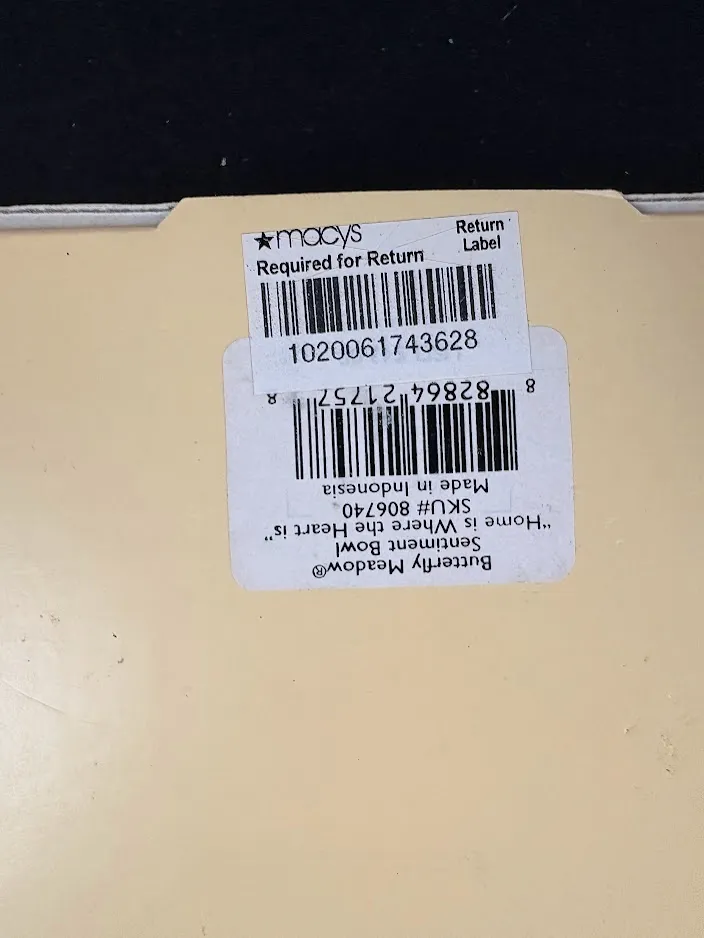 ★macys
Return
Label
Required for Return
1020061743628
Butterfly Meadow®
Sentiment Bowl
"Home is Where the Heart is"
SKU# 806740
Made in Indonesia
8 82864 21757 8